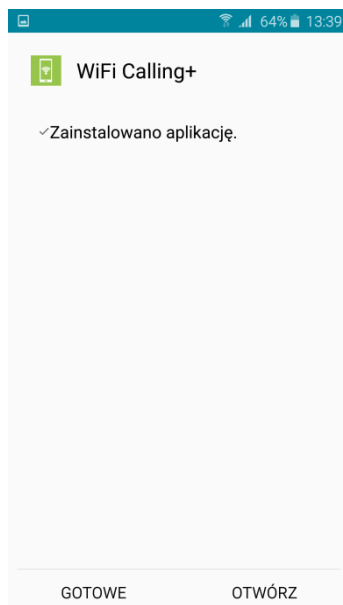 64% 13:39
WiFi Calling+
✓Zainstalowano aplikację.
GOTOWE OTWÓRZ